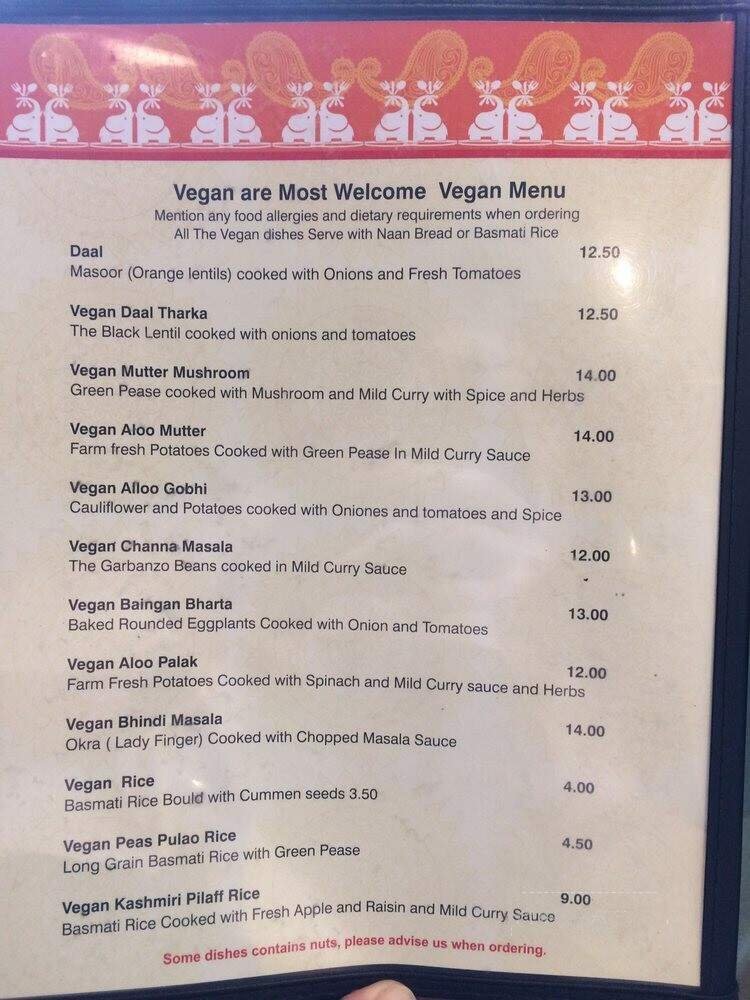 Vegan are Most Welcome Vegan Menu
Mention any food allergies and dietary requirements when ordering
All The Vegan dishes Serve with Naan Bread or Basmati Rice
Daal 12.50
Masoor (Orange lentils) cooked with Onions and Fresh Tomatoes
Vegan Daal Tharka 12.50
The Black Lentil cooked with onions and tomatoes
Vegan Mutter Mushroom 14.00
Green Pease cooked with Mushroom and Mild Curry with Spice and Herbs
Vegan Aloo Mutter 14.00
Farm fresh Potatoes Cooked with Green Pease In Mild Curry Sauce
Vegan Alloo Gobhi 13.00
Cauliflower and Potatoes cooked with Oniones and tomatoes and Spice
Vegan Channa Masala 12.00
The Garbanzo Beans cooked in Mild Curry Sauce
Vegan Baingan Bharta 13.00
Baked Rounded Eggplants Cooked with Onion and Tomatoes
Vegan Aloo Palak 12.00
Farm Fresh Potatoes Cooked with Spinach and Mild Curry sauce and Herbs
Vegan Bhindi Masala 14.00
Okra ( Lady Finger) Cooked with Chopped Masala Sauce
Vegan Rice 4.00
Basmati Rice Bould with Cummen seeds 3.50
Vegan Peas Pulao Rice 4.50
Long Grain Basmati Rice with Green Pease
Vegan Kashmiri Pilaff Rice 9.00
Basmati Rice Cooked with Fresh Apple and Raisin and Mild Curry Sauce
Some dishes contains nuts, please advise us when ordering.